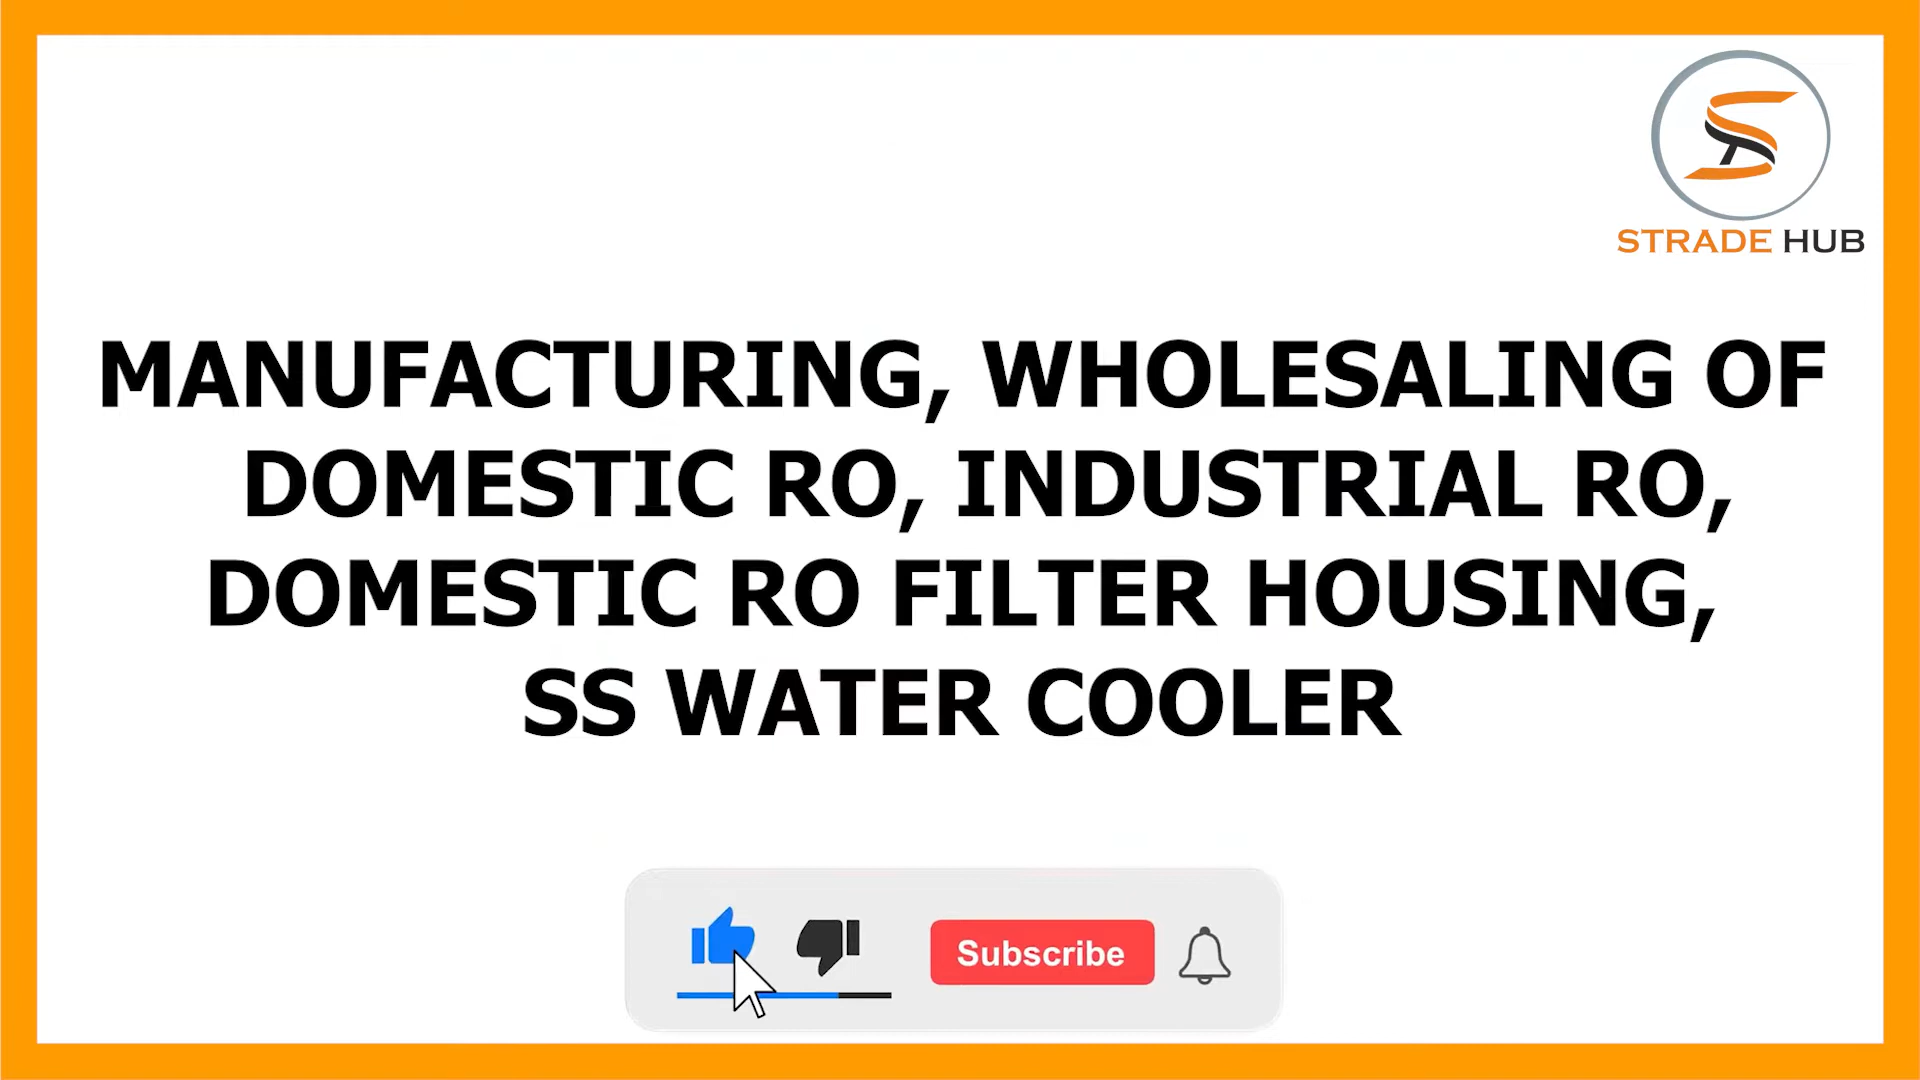 STRADE HUB
MANUFACTURING, WHOLESALING OF
DOMESTIC RO, INDUSTRIAL RO,
DOMESTIC RO FILTER HOUSING,
SS WATER COOLER
Subscribe